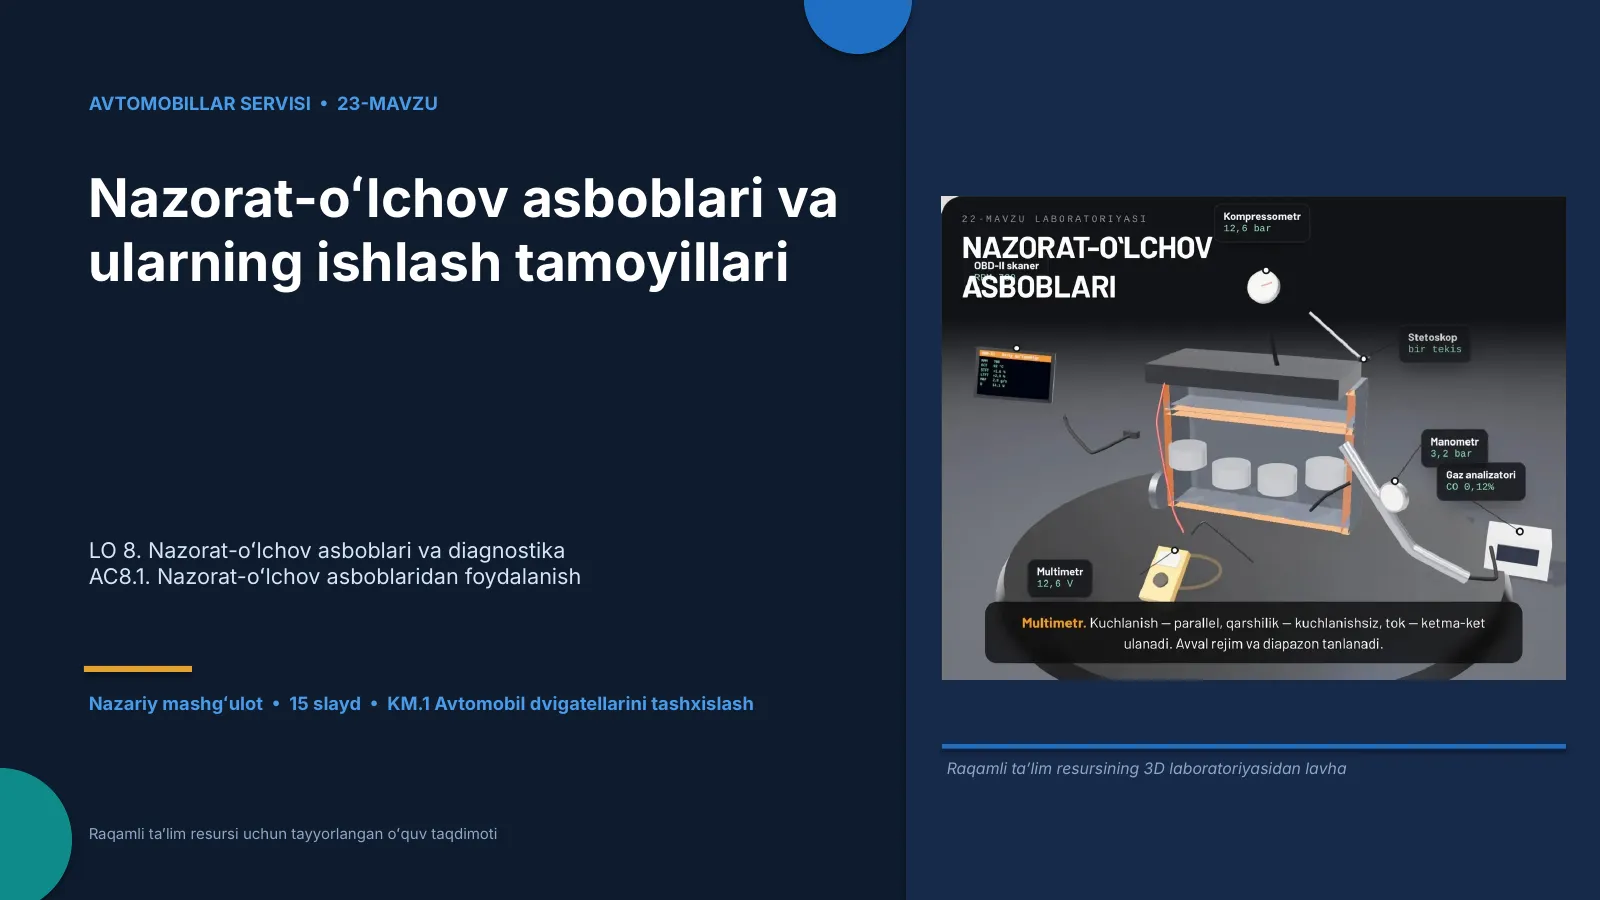 AVTOMOBILLAR SERVISI • 23-MAVZU
Nazorat-oʻlchov asboblari va
ularning ishlash tamoyillari
LO 8. Nazorat-oʻlchov asboblari va diagnostika
AC8.1. Nazorat-oʻlchov asboblaridan foydalanish
Nazariy mashgʻulot • 15 slayd • KM.1 Avtomobil dvigatellarini tashxislash
Raqamli taʼlim resursi uchun tayyorlangan oʻquv taqdimoti
22-MAVZU LABORATORIYASI
NAZORAT-OʻLCHOV
ASBOBLARI
OBD-II skaner
Kompressometr
12,6 bar
Stetoskop
bir tekis
Manometr
3,2 bar
Gaz analizatori
CO 0,12%
Multimetr
12,6 V
Multimetr. Kuchlanish — parallel, qarshilik — kuchlanishsiz, tok — ketma-ket
ulanadi. Avval rejim va diapazon tanlanadi.
Raqamli taʼlim resursining 3D laboratoriyasidan lavha